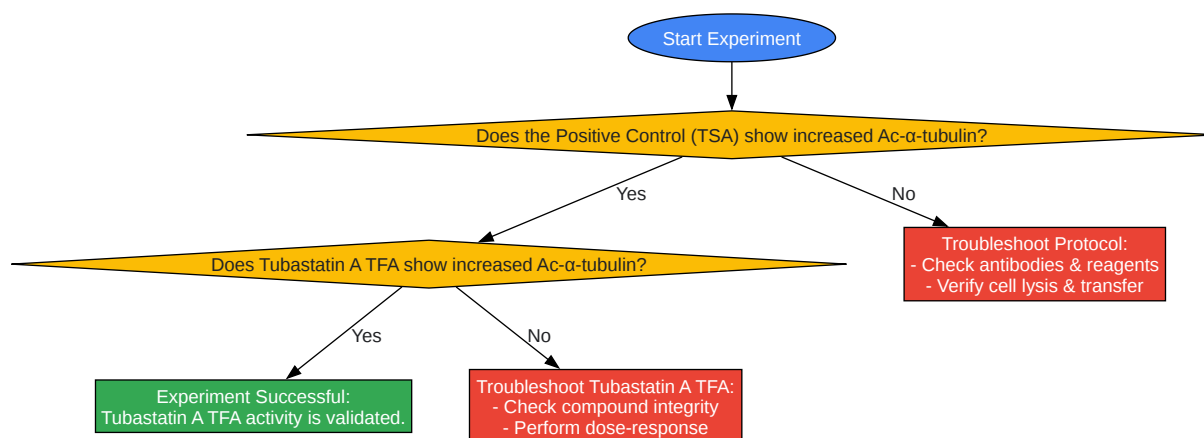 Start Experiment
Does the Positive Control (TSA) show increased Ac-α-tubulin?
Yes
No
Does Tubastatin A TFA show increased Ac-α-tubulin?
Troubleshoot Protocol:
- Check antibodies & reagents
- Verify cell lysis & transfer
Yes
No
Experiment Successful:
Tubastatin A TFA activity is validated.
Troubleshoot Tubastatin A TFA:
- Check compound integrity
- Perform dose-response